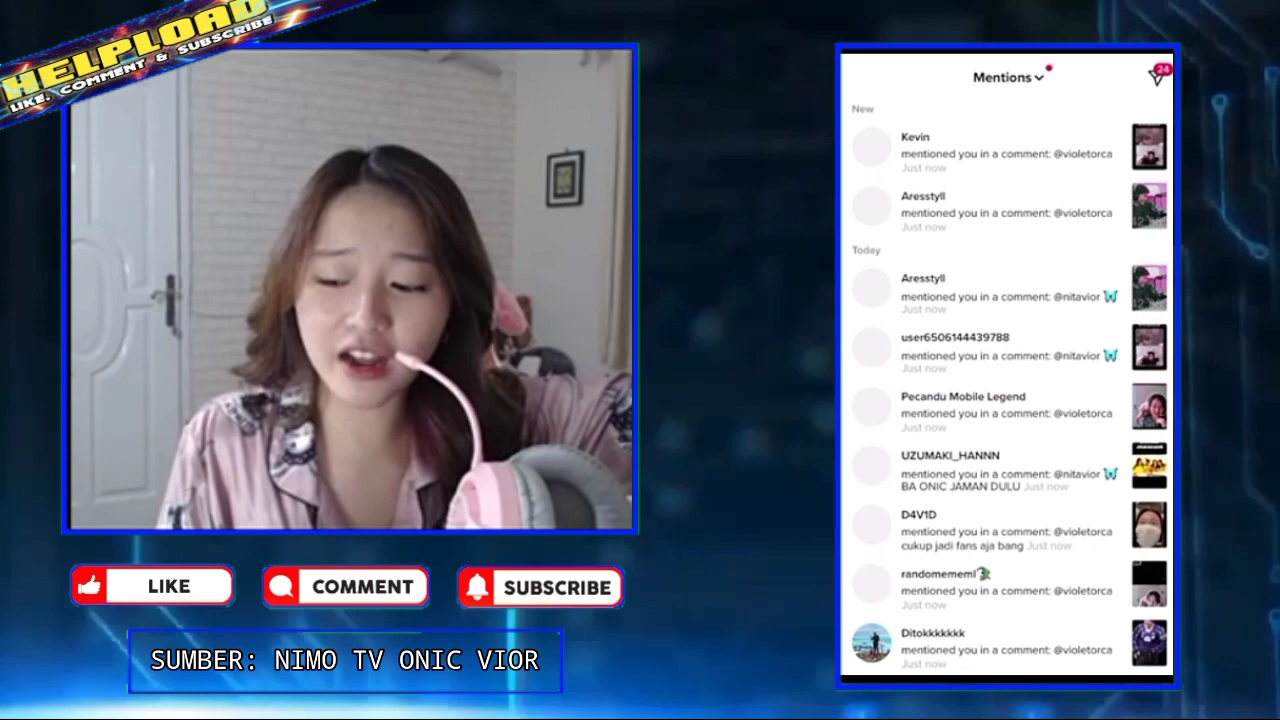 HELPLOAD
LIKE, COMMENT & SUBSCRIBE
LIKE
COMMENT
SUBSCRIBE
SUMBER: NIMO TV ONIC VIOR
Mentions
24
New
Kevin
mentioned you in a comment: @violetorca
Just now
Aresstyll
mentioned you in a comment: @violetorca
Just now
Today
Aresstyll
mentioned you in a comment: @nitavior 🦋
Just now
user6506144439788
mentioned you in a comment: @nitavior 🦋
Just now
Pecandu Mobile Legend
mentioned you in a comment: @violetorca
Just now
UZUMAKI_HANNN
mentioned you in a comment: @nitavior 🦋
BA ONIC JAMAN DULU Just now
D4V1D
mentioned you in a comment: @violetorca
cukup jadi fans aja bang Just now
randomememl
mentioned you in a comment: @violetorca
Just now
Ditokkkkkkk
mentioned you in a comment: @violetorca
Just now